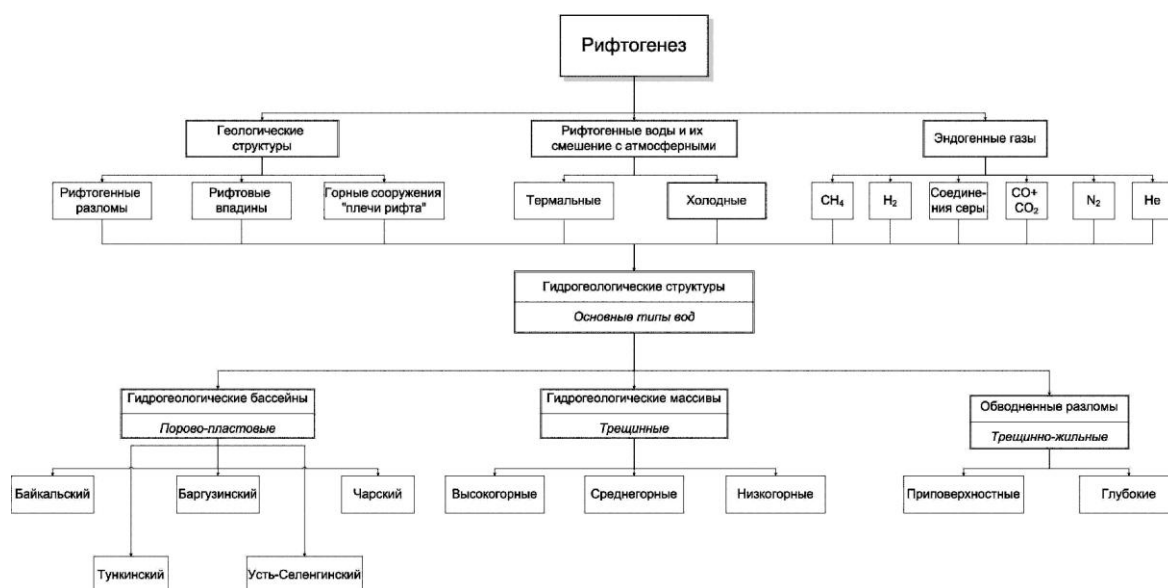 Рифтогенез
Геологические
структуры
Рифтогенные воды и их
смешение с атмосферными
Эндогенные газы
Рифтогенные
разломы
Рифтовые
впадины
Горные сооружения
"плечи рифта"
Термальные
Холодные
CH₄
H₂
Соедине-
ния серы
CO+
CO₂
N₂
He
Гидрогеологические структуры
Основные типы вод
Гидрогеологические бассейны
Порово-пластовые
Гидрогеологические массивы
Трещинные
Обводненные разломы
Трещинно-жильные
Байкальский
Баргузинский
Чарский
Высокогорные
Среднегорные
Низкогорные
Приповерхностные
Глубокие
Тункинский
Усть-Селенгинский